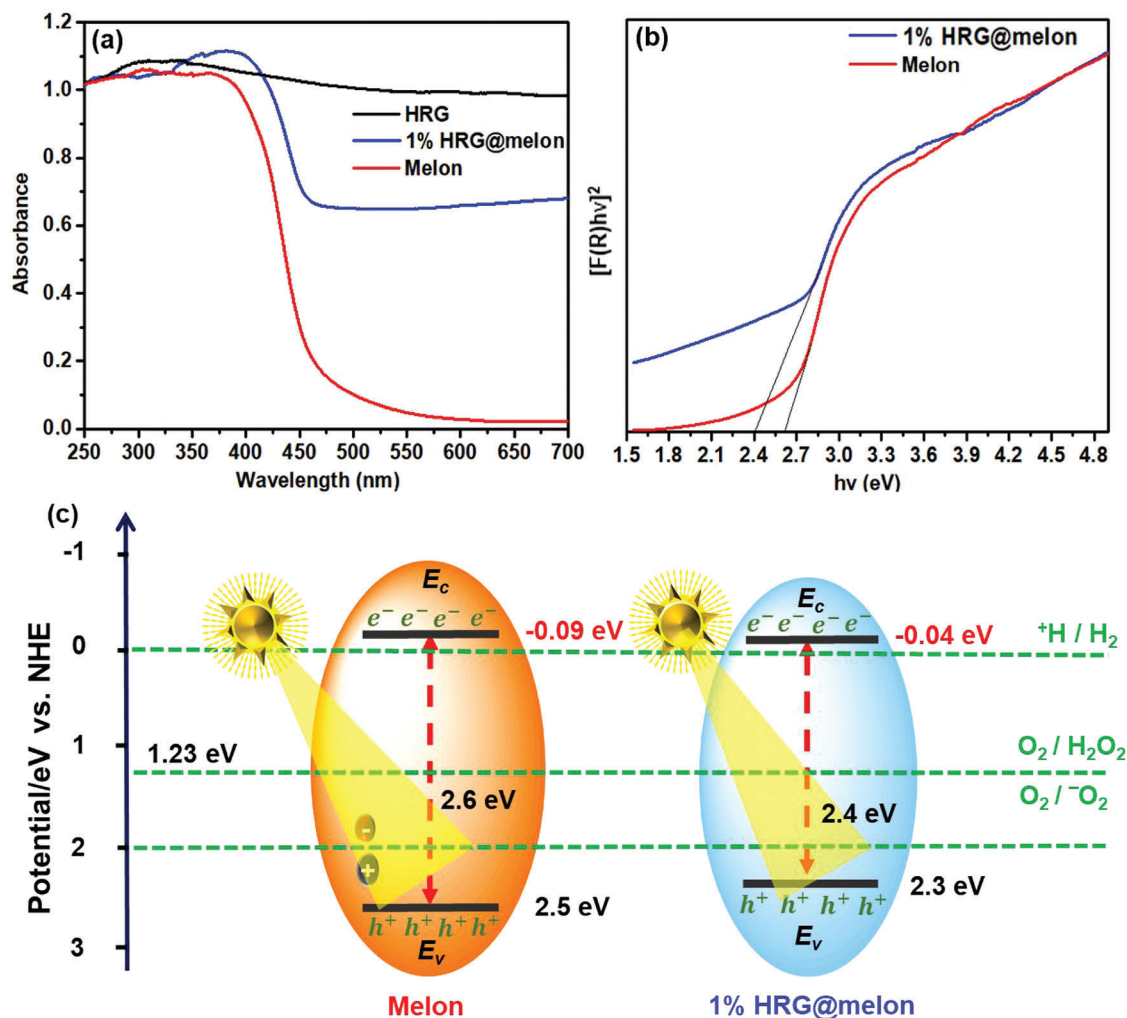 (a)
1.2
1.0
0.8
0.6
0.4
0.2
0.0
Absorbance
HRG
1% HRG@melon
Melon
250 300 350 400 450 500 550 600 650 700
Wavelength (nm)
(b)
1% HRG@melon
Melon
[F(R)hν]²
1.5 2.1 2.4 2.7 3.0 3.3 3.6 3.9 4.2 4.5 4.8
hν (eV)
(c)
Potential/eV vs. NHE
-1
0
1
2
3
1.23 eV
E_c
e⁻ e⁻ e⁻ e⁻
-0.09 eV
2.6 eV
-
+
2.5 eV
h⁺ h⁺ h⁺ h⁺
E_v
Melon
E_c
e⁻ e⁻ e⁻ e⁻
-0.04 eV
2.4 eV
2.3 eV
h⁺ h⁺ h⁺ h⁺
E_v
1% HRG@melon
⁺H / H₂
O₂ / H₂O₂
O₂ / ⁻O₂